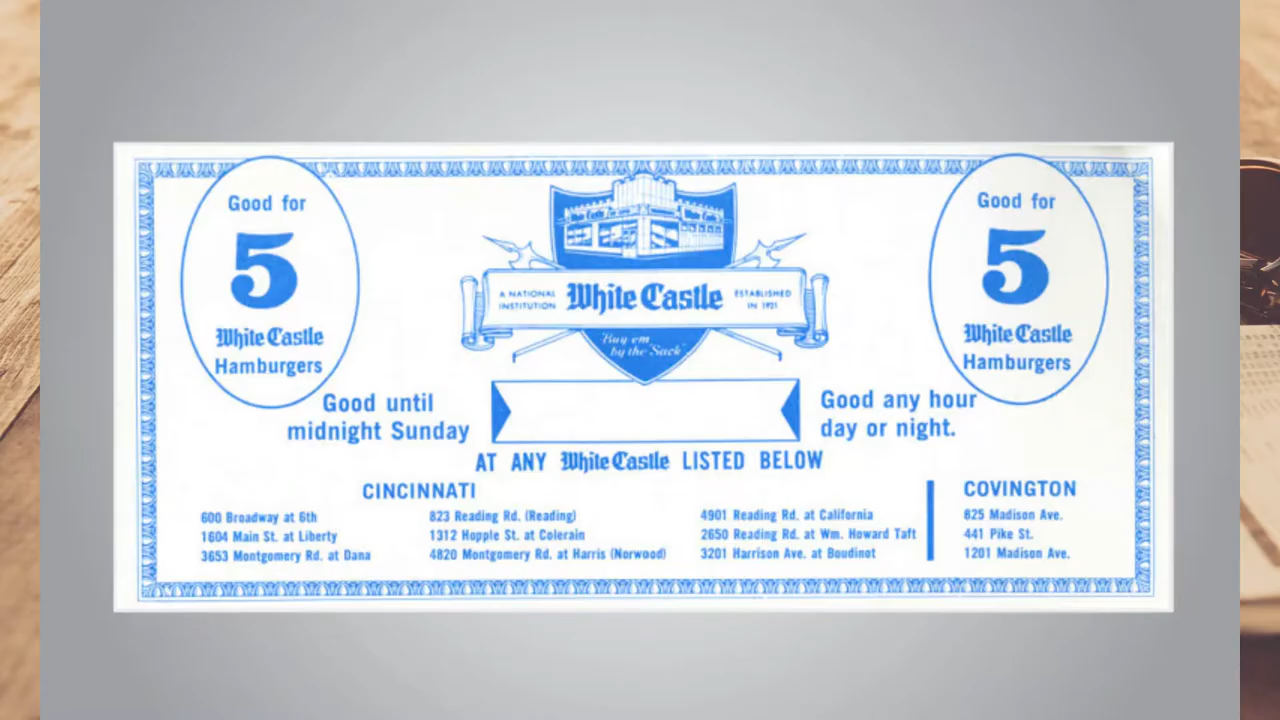 Good for
5
White Castle
Hamburgers
A NATIONAL
INSTITUTION
White Castle
ESTABLISHED
IN 1921
"Buy em
by the Sack"
Good for
5
White Castle
Hamburgers
Good until
midnight Sunday
Good any hour
day or night.
AT ANY White Castle LISTED BELOW
CINCINNATI
600 Broadway at 6th
1604 Main St. at Liberty
3653 Montgomery Rd. at Dana
823 Reading Rd. (Reading)
1312 Hopple St. at Colerain
4820 Montgomery Rd. at Harris (Norwood)
4901 Reading Rd. at California
2650 Reading Rd. at Wm. Howard Taft
3201 Harrison Ave. at Boudinot
COVINGTON
825 Madison Ave.
441 Pike St.
1201 Madison Ave.